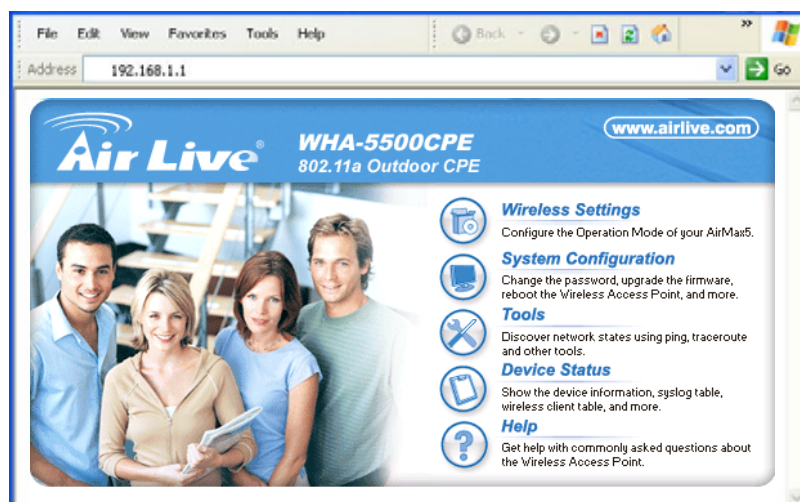 File Edit View Favorites Tools Help Back »
Address 192.168.1.1 Go
Air Live®
WHA-5500CPE
802.11a Outdoor CPE
www.airlive.com
Wireless Settings
Configure the Operation Mode of your AirMax5.
System Configuration
Change the password, upgrade the firmware,
reboot the Wireless Access Point, and more.
Tools
Discover network states using ping, traceroute
and other tools.
Device Status
Show the device information, syslog table,
wireless client table, and more.
Help
Get help with commonly asked questions about
the Wireless Access Point.